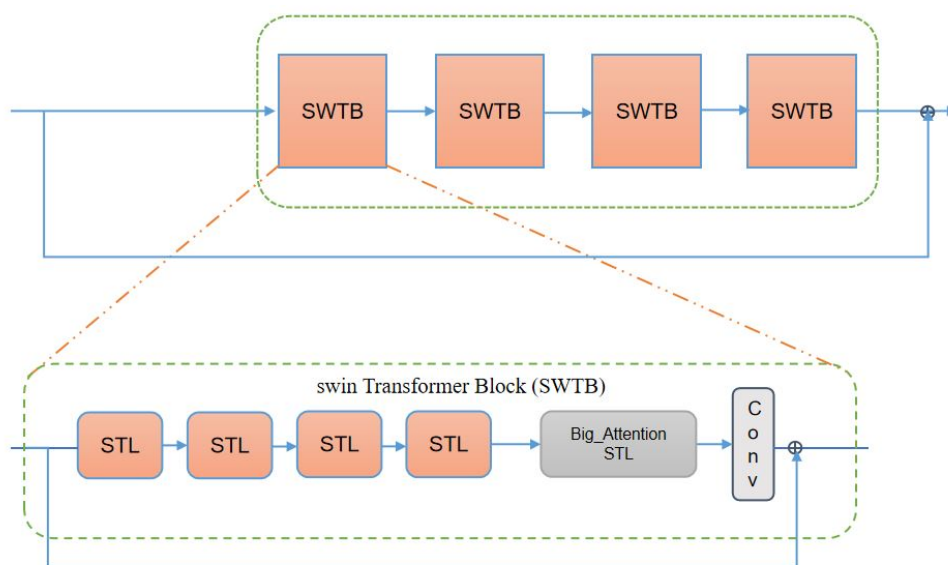 SWTB
SWTB
SWTB
SWTB
swin Transformer Block (SWTB)
STL
STL
STL
STL
Big_Attention
STL
C
o
n
v